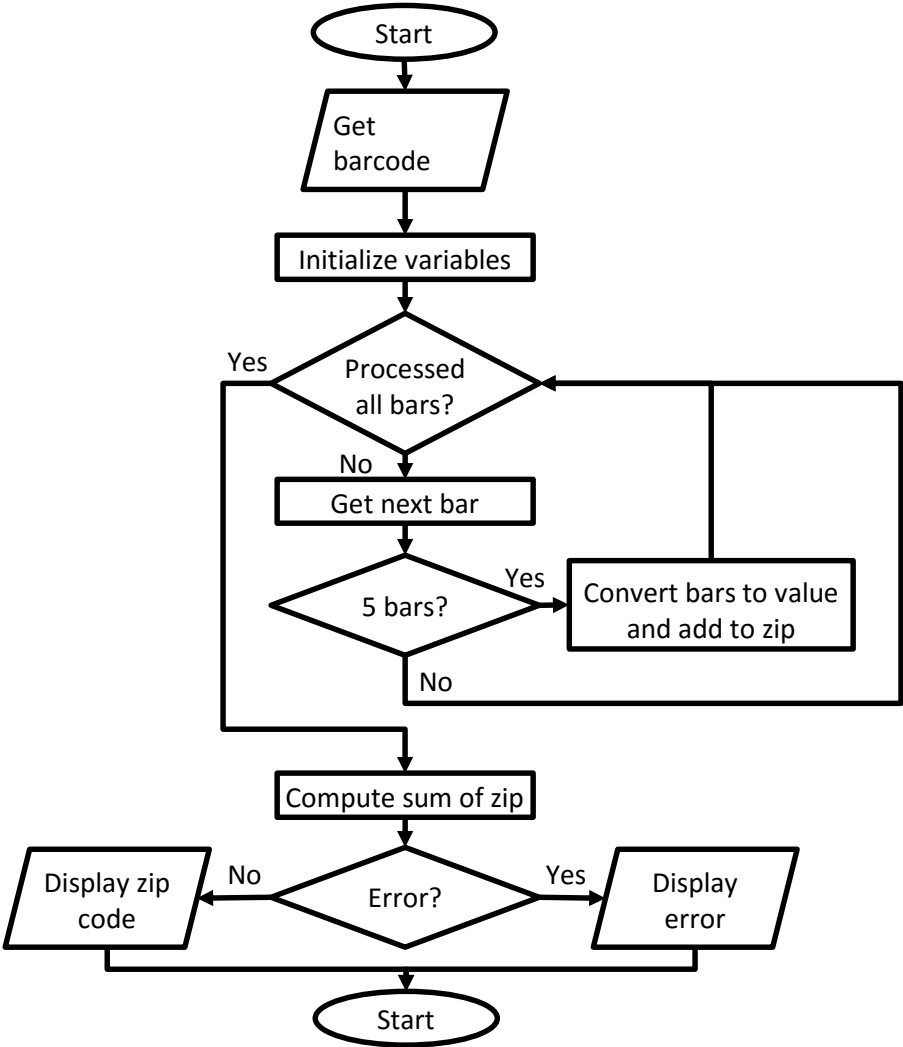 Start
Get
barcode
Initialize variables
Yes
Processed
all bars?
No
Get next bar
5 bars?
Yes
Convert bars to value
and add to zip
No
Compute sum of zip
Display zip
code
No
Error?
Yes
Display
error
Start